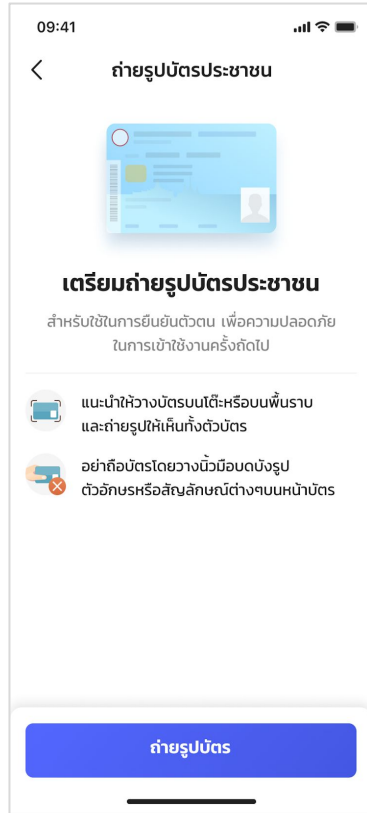 09:41
ถ่ายรูปบัตรประชาชน
เตรียมถ่ายรูปบัตรประชาชน
สำหรับใช้ในการยืนยันตัวตน เพื่อความปลอดภัย
ในการเข้าใช้งานครั้งถัดไป
แนะนำให้วางบัตรบนโต๊ะหรือบนพื้นราบ
และถ่ายรูปให้เห็นทั้งตัวบัตร
อย่าถือบัตรโดยวางนิ้วมือบดบังรูป
ตัวอักษรหรือสัญลักษณ์ต่างๆบนหน้าบัตร
ถ่ายรูปบัตร